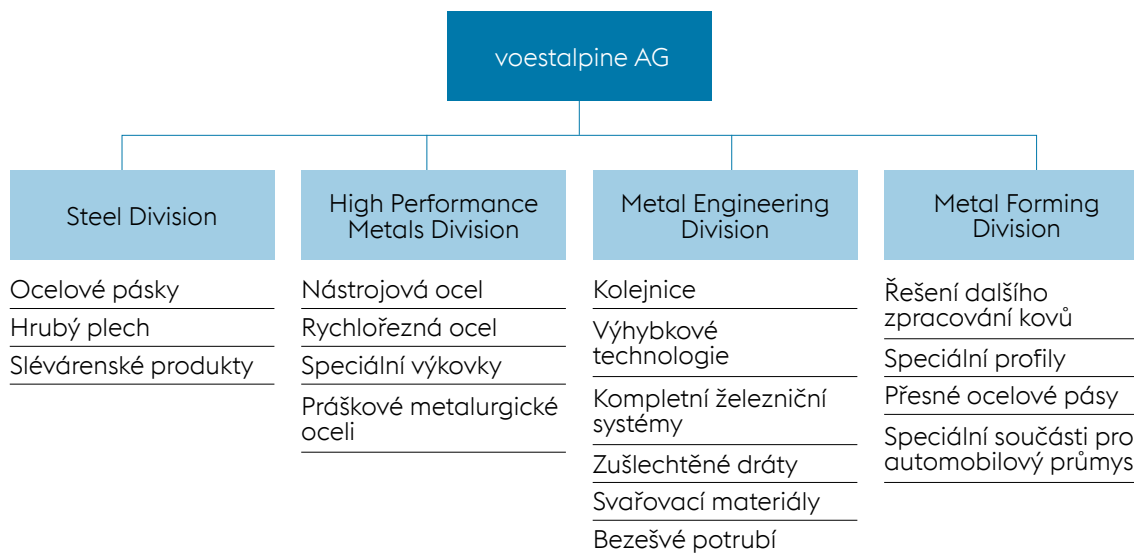 voestalpine AG
Steel Division
Ocelové pásky
Hrubý plech
Slévárenské produkty
High Performance
Metals Division
Nástrojová ocel
Rychlořezná ocel
Speciální výkovky
Práškové metalurgické
oceli
Metal Engineering
Division
Kolejnice
Výhybkové
technologie
Kompletní železniční
systémy
Zušlechtěné dráty
Svařovací materiály
Bezešvé potrubí
Metal Forming
Division
Řešení dalšího
zpracování kovů
Speciální profily
Přesné ocelové pásy
Speciální součásti pro
automobilový průmys